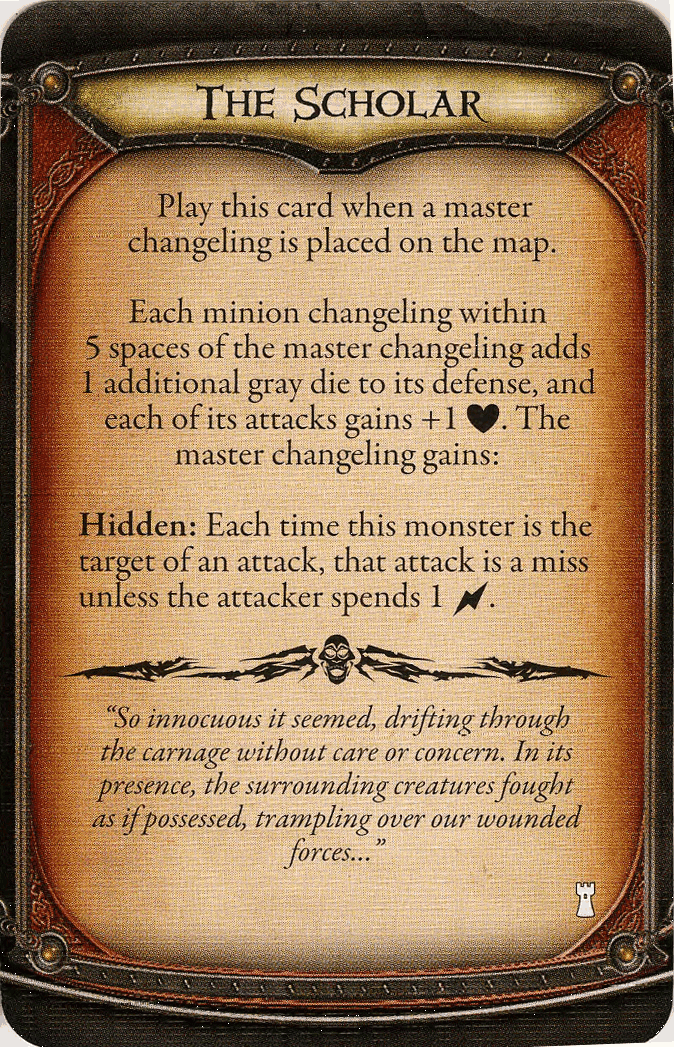 THE SCHOLAR
Play this card when a master
changeling is placed on the map.
Each minion changeling within
5 spaces of the master changeling adds
1 additional gray die to its defense, and
each of its attacks gains +1 ♥. The
master changeling gains:
Hidden: Each time this monster is the
target of an attack, that attack is a miss
unless the attacker spends 1 .
“So innocuous it seemed, drifting through
the carnage without care or concern. In its
presence, the surrounding creatures fought
as if possessed, trampling over our wounded
forces...”